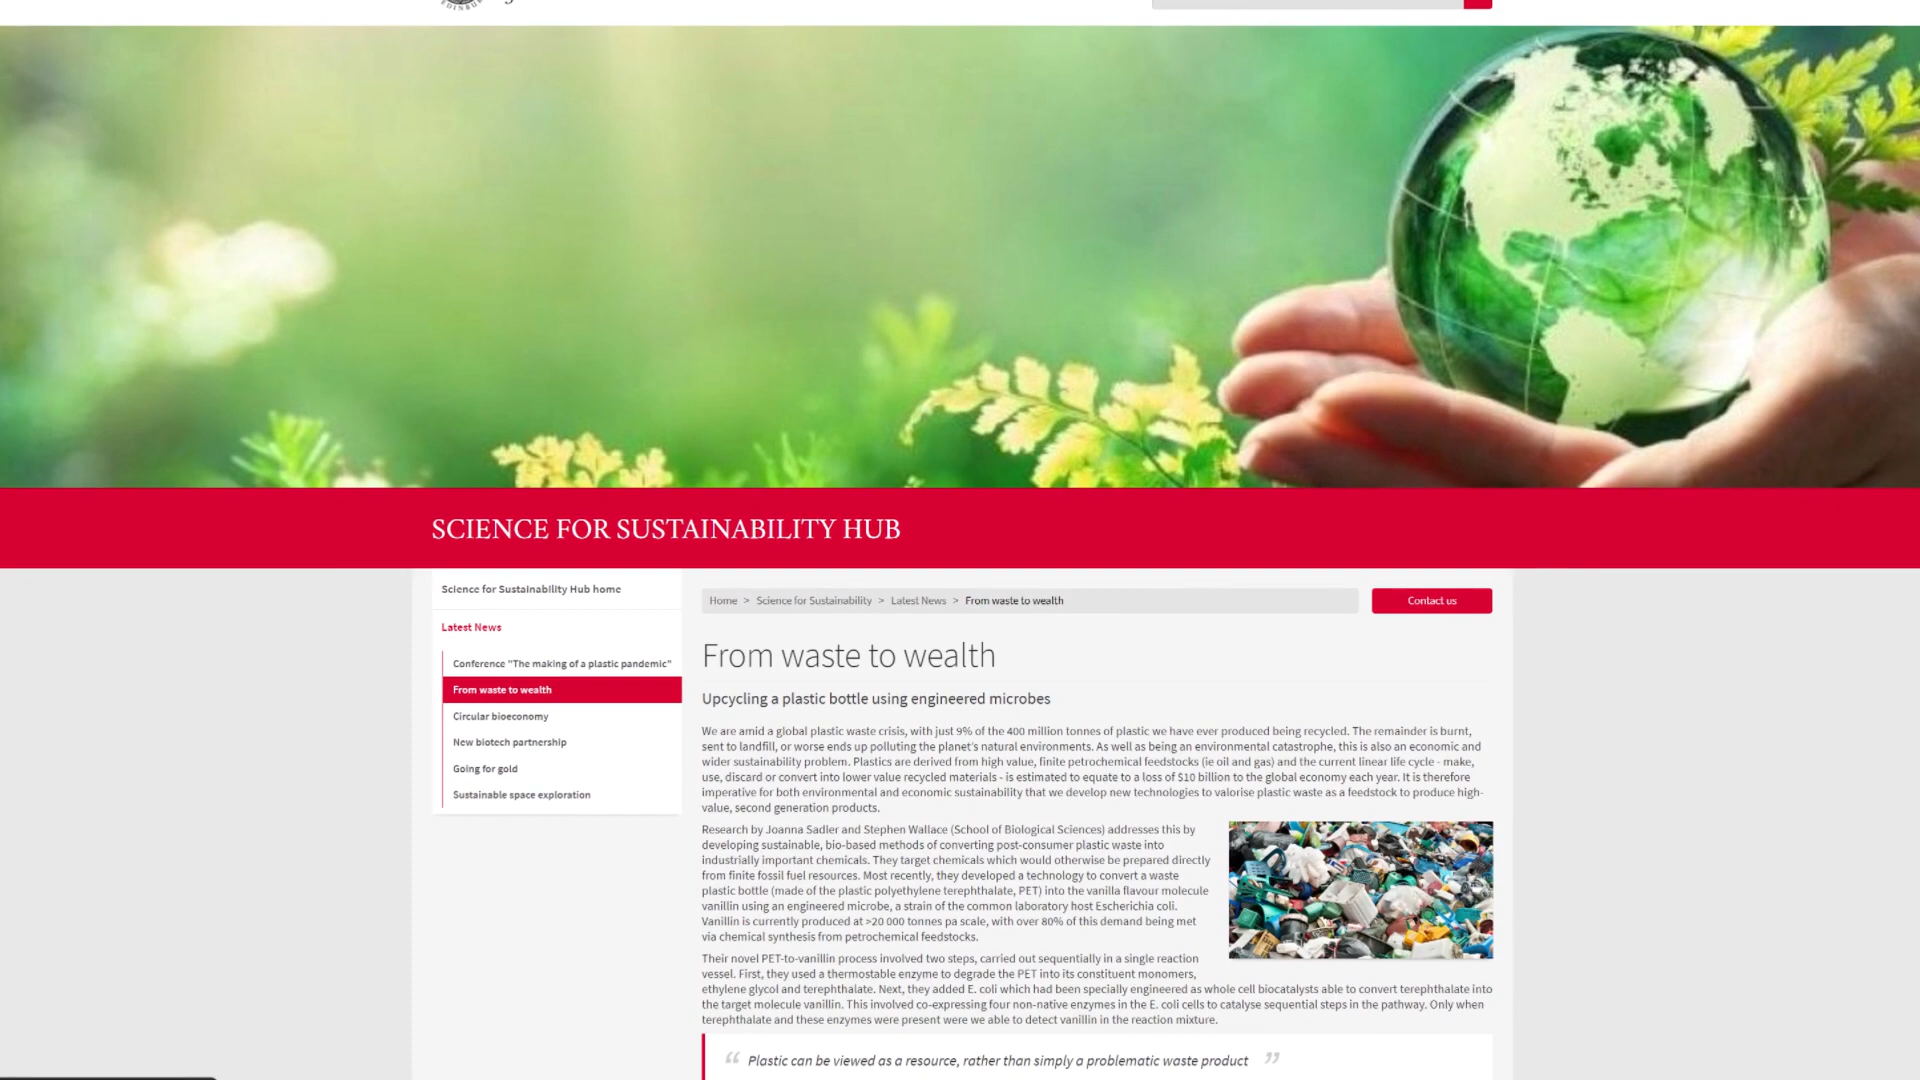 SCIENCE FOR SUSTAINABILITY HUB
Science for Sustainability Hub home
Latest News
Conference "The making of a plastic pandemic"
From waste to wealth
Circular bioeconomy
New biotech partnership
Going for gold
Sustainable space exploration
Home > Science for Sustainability > Latest News > From waste to wealth
Contact us
From waste to wealth
Upcycling a plastic bottle using engineered microbes
We are amid a global plastic waste crisis, with just 9% of the 400 million tonnes of plastic we have ever produced being recycled. The remainder is burnt,
sent to landfill, or worse ends up polluting the planet's natural environments. As well as being an environmental catastrophe, this is also an economic and
wider sustainability problem. Plastics are derived from high value, finite petrochemical feedstocks (ie oil and gas) and the current linear life cycle - make,
use, discard or convert into lower value recycled materials - is estimated to equate to a loss of $10 billion to the global economy each year. It is therefore
imperative for both environmental and economic sustainability that we develop new technologies to valorise plastic waste as a feedstock to produce high-
value, second generation products.
Research by Joanna Sadler and Stephen Wallace (School of Biological Sciences) addresses this by
developing sustainable, bio-based methods of converting post-consumer plastic waste into
industrially important chemicals. They target chemicals which would otherwise be prepared directly
from finite fossil fuel resources. Most recently, they developed a technology to convert a waste
plastic bottle (made of the plastic polyethylene terephthalate, PET) into the vanilla flavour molecule
vanillin using an engineered microbe, a strain of the common laboratory host Escherichia coli.
Vanillin is currently produced at >20 000 tonnes pa scale, with over 80% of this demand being met
via chemical synthesis from petrochemical feedstocks.
Their novel PET-to-vanillin process involved two steps, carried out sequentially in a single reaction
vessel. First, they used a thermostable enzyme to degrade the PET into its constituent monomers,
ethylene glycol and terephthalate. Next, they added E. coli which had been specially engineered as whole cell biocatalysts able to convert terephthalate into
the target molecule vanillin. This involved co-expressing four non-native enzymes in the E. coli cells to catalyse sequential steps in the pathway. Only when
terephthalate and these enzymes were present were we able to detect vanillin in the reaction mixture.
“ Plastic can be viewed as a resource, rather than simply a problematic waste product ”